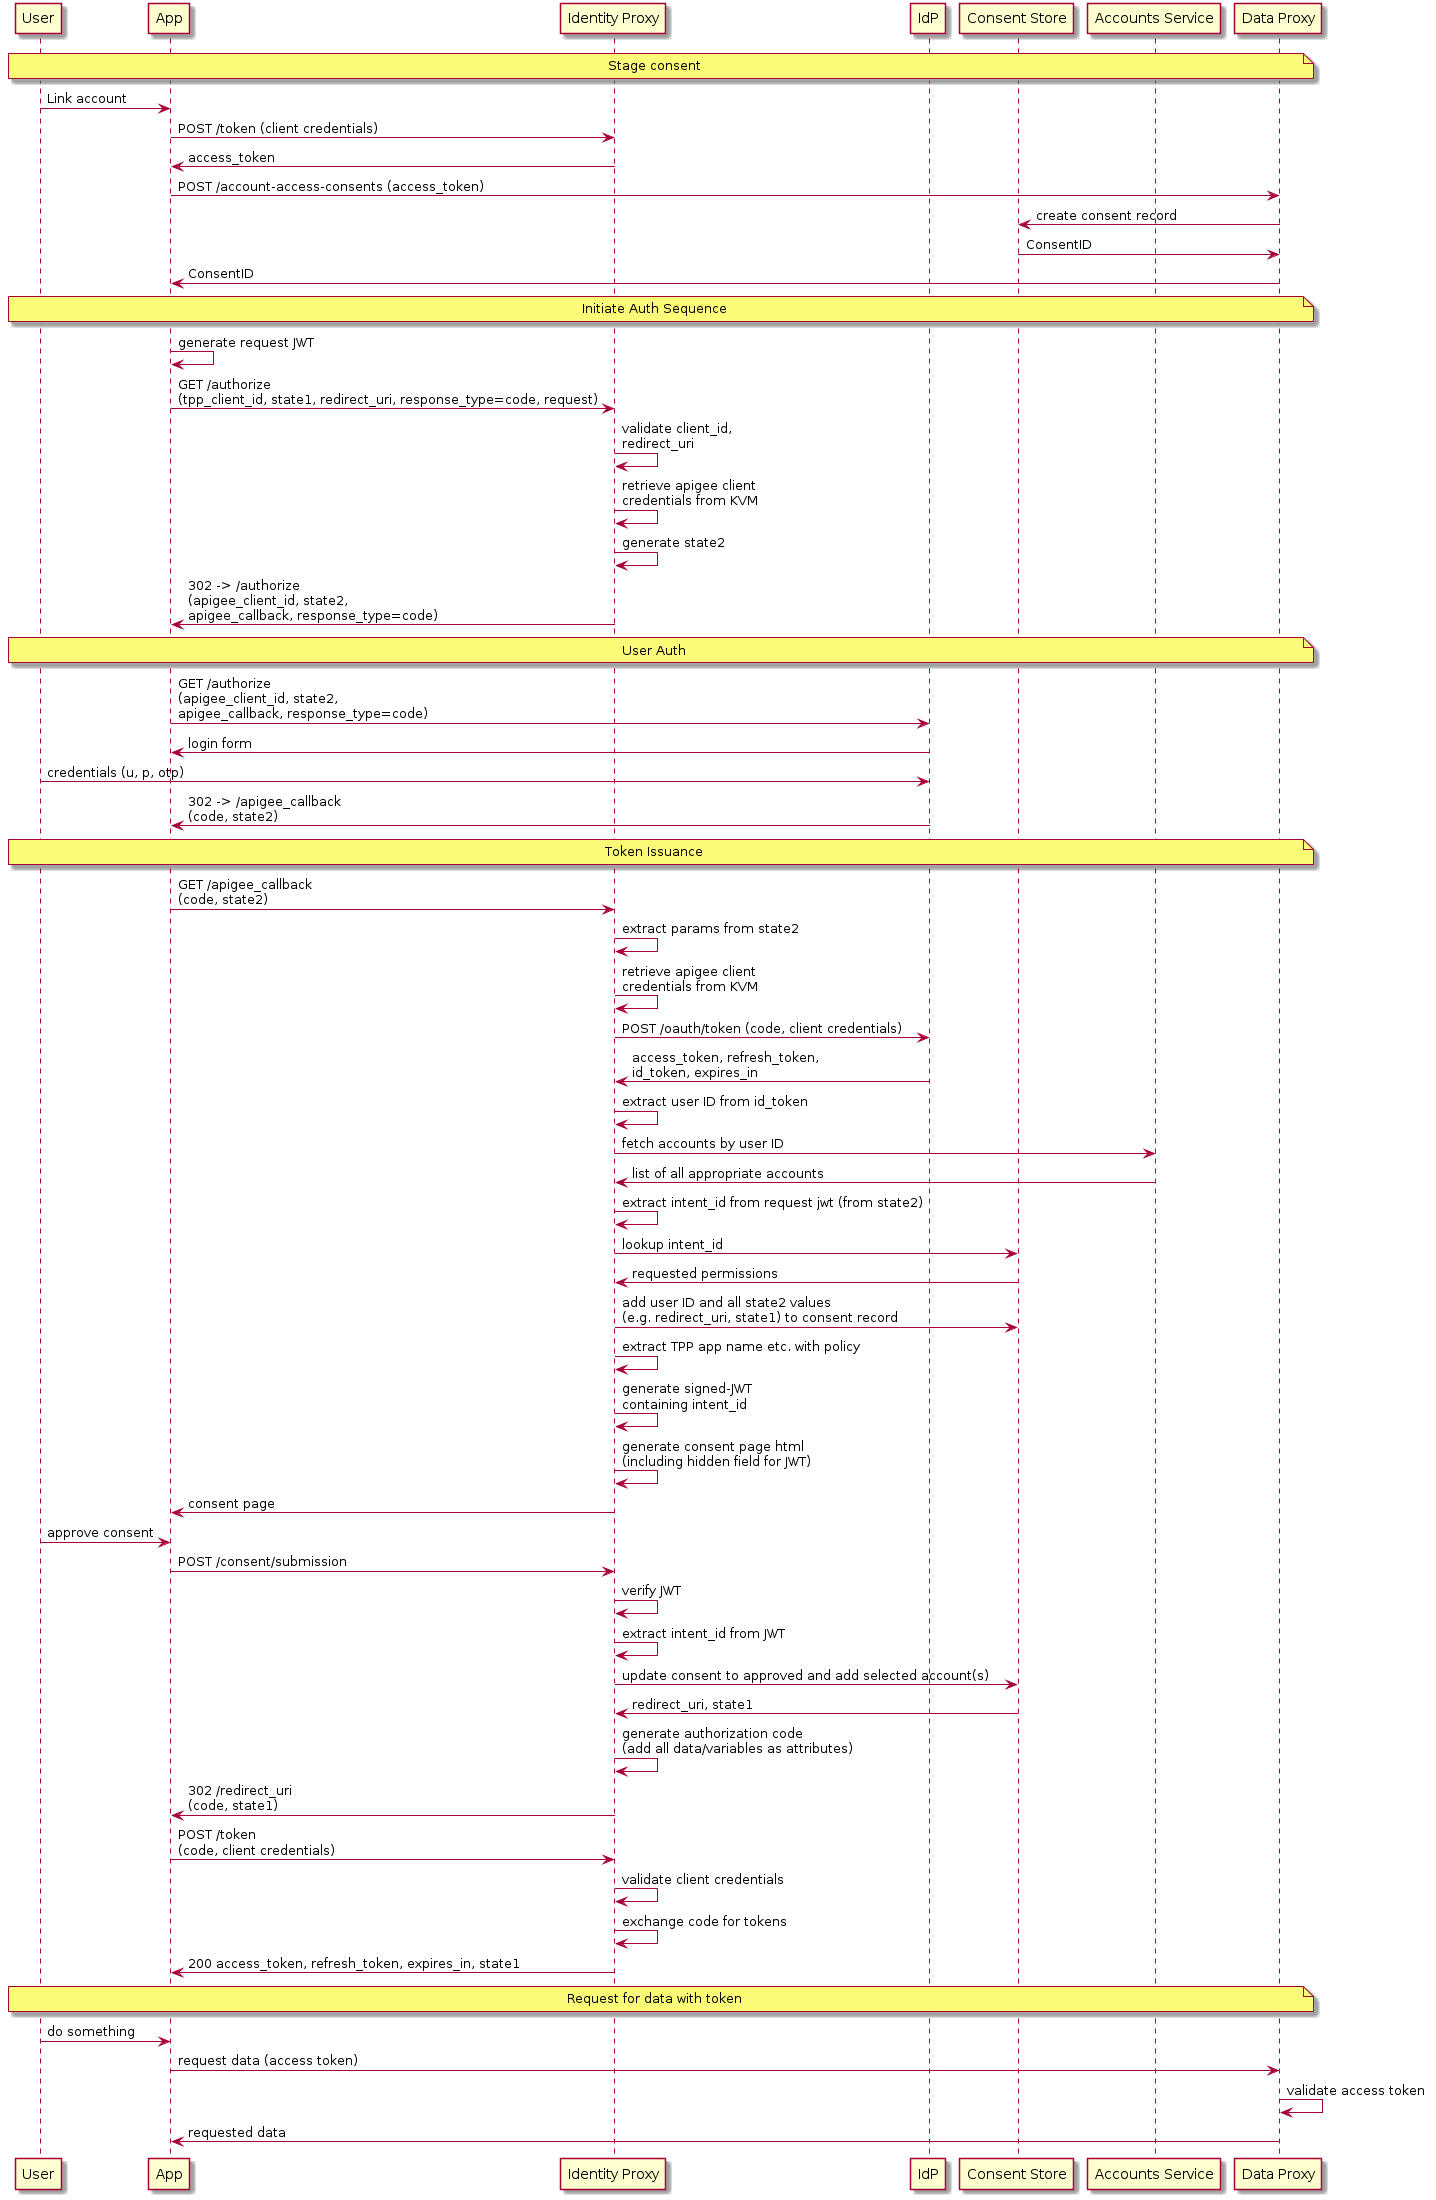 User
App
Identity Proxy
IdP
Consent Store
Accounts Service
Data Proxy
Stage consent
Link account
POST /token (client credentials)
access_token
POST /account-access-consents (access_token)
create consent record
ConsentID
ConsentID
Initiate Auth Sequence
generate request JWT
GET /authorize
(tpp_client_id, state1, redirect_uri, response_type=code, request)
validate client_id,
redirect_uri
retrieve apigee client
credentials from KVM
generate state2
302 -> /authorize
(apigee_client_id, state2,
apigee_callback, response_type=code)
User Auth
GET /authorize
(apigee_client_id, state2,
apigee_callback, response_type=code)
login form
credentials (u, p, otp)
302 -> /apigee_callback
(code, state2)
Token Issuance
GET /apigee_callback
(code, state2)
extract params from state2
retrieve apigee client
credentials from KVM
POST /oauth/token (code, client credentials)
access_token, refresh_token,
id_token, expires_in
extract user ID from id_token
fetch accounts by user ID
list of all appropriate accounts
extract intent_id from request jwt (from state2)
lookup intent_id
requested permissions
add user ID and all state2 values
(e.g. redirect_uri, state1) to consent record
extract TPP app name etc. with policy
generate signed-JWT
containing intent_id
generate consent page html
(including hidden field for JWT)
consent page
approve consent
POST /consent/submission
verify JWT
extract intent_id from JWT
update consent to approved and add selected account(s)
redirect_uri, state1
generate authorization code
(add all data/variables as attributes)
302 /redirect_uri
(code, state1)
POST /token
(code, client credentials)
validate client credentials
exchange code for tokens
200 access_token, refresh_token, expires_in, state1
Request for data with token
do something
request data (access token)
validate access token
requested data
User
App
Identity Proxy
IdP
Consent Store
Accounts Service
Data Proxy